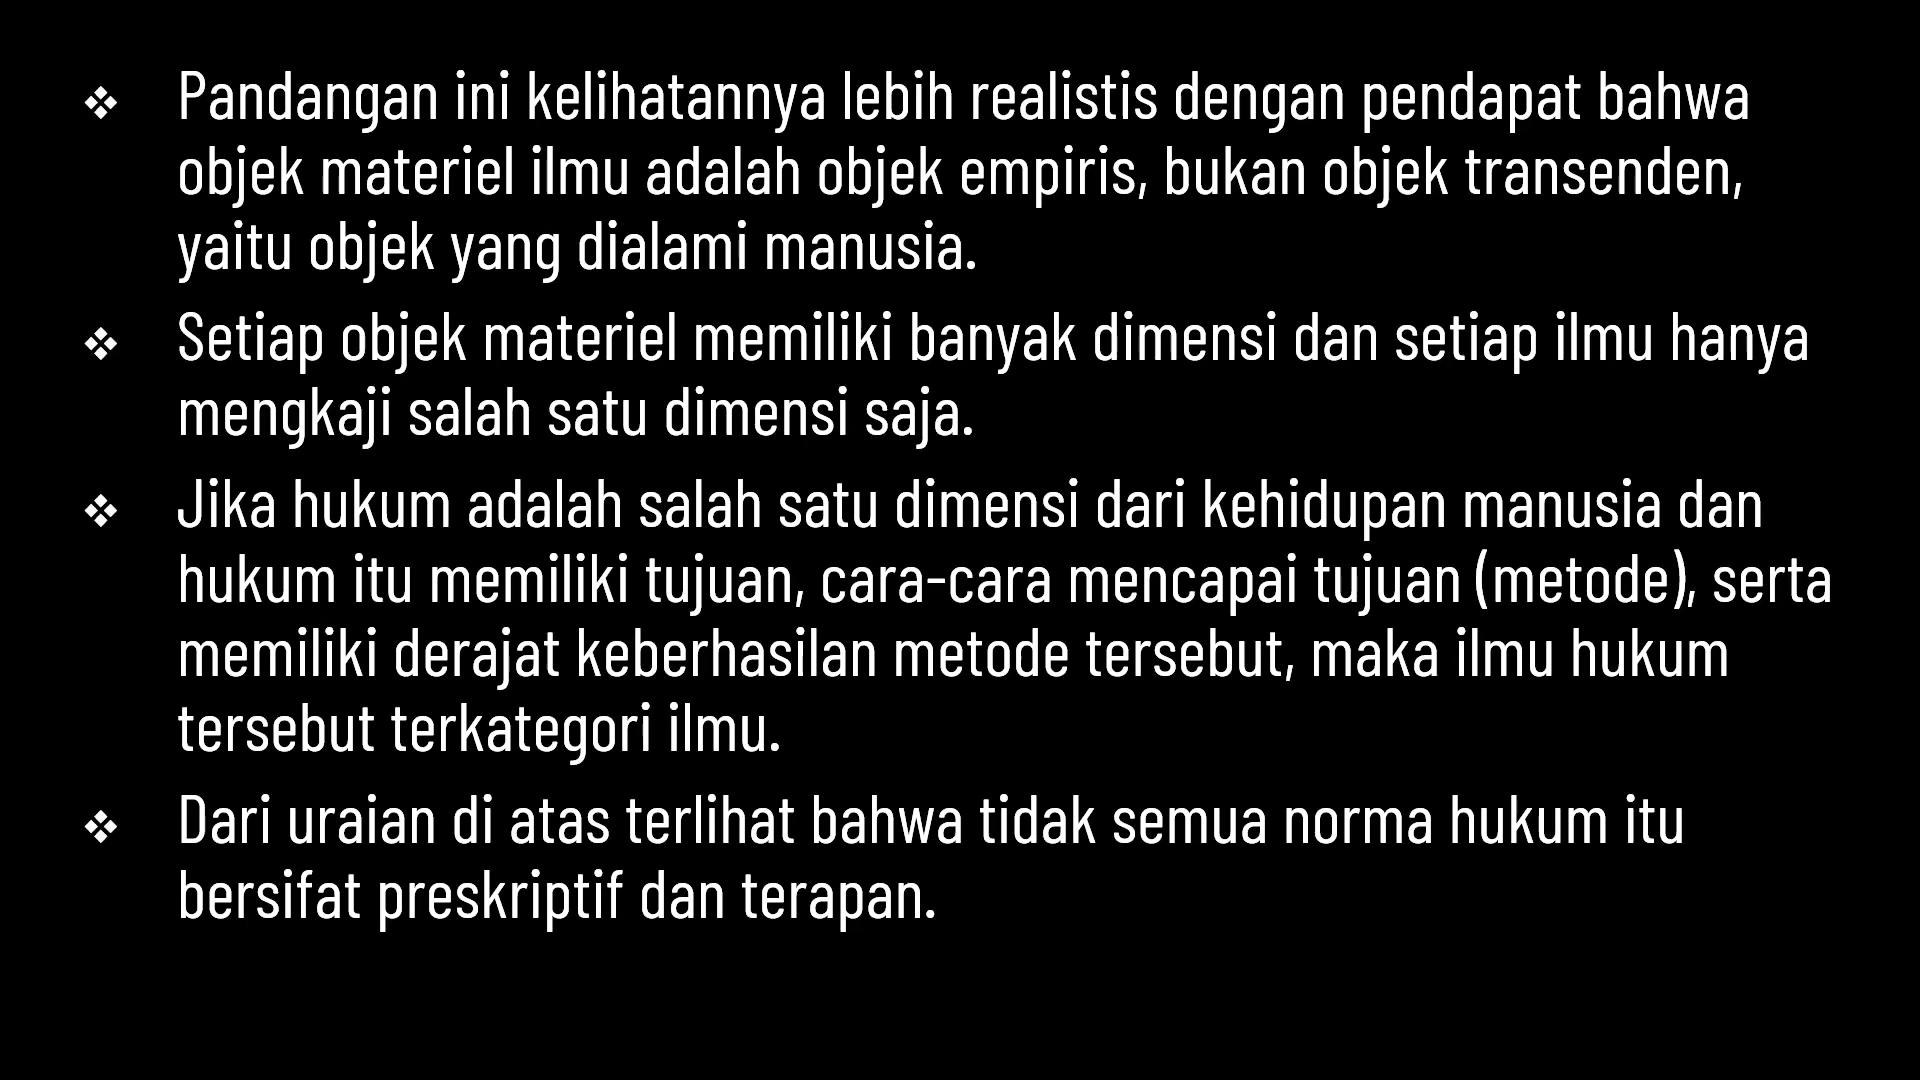 ❖ Pandangan ini kelihatannya lebih realistis dengan pendapat bahwa
objek materiel ilmu adalah objek empiris, bukan objek transenden,
yaitu objek yang dialami manusia.
❖ Setiap objek materiel memiliki banyak dimensi dan setiap ilmu hanya
mengkaji salah satu dimensi saja.
❖ Jika hukum adalah salah satu dimensi dari kehidupan manusia dan
hukum itu memiliki tujuan, cara-cara mencapai tujuan (metode), serta
memiliki derajat keberhasilan metode tersebut, maka ilmu hukum
tersebut terkategori ilmu.
❖ Dari uraian di atas terlihat bahwa tidak semua norma hukum itu
bersifat preskriptif dan terapan.